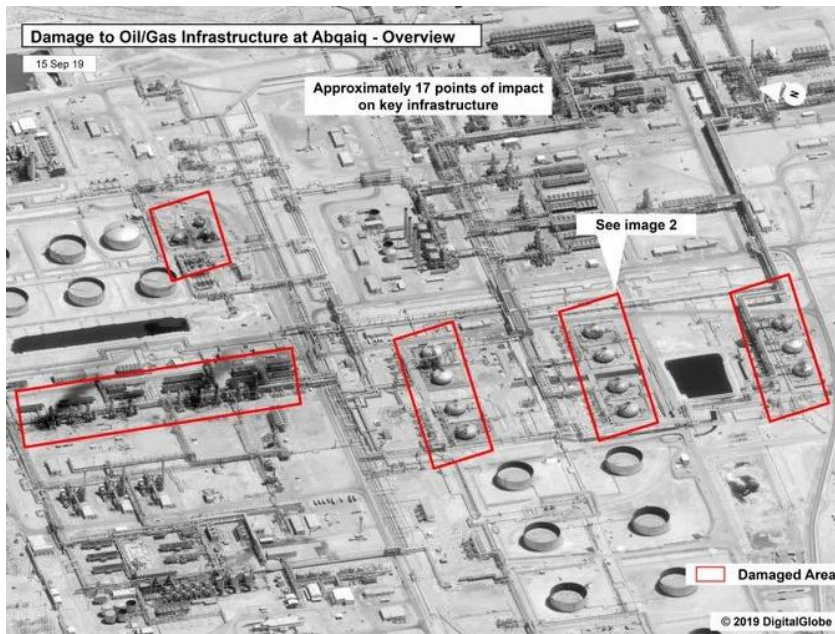 Damage to Oil/Gas Infrastructure at Abqaiq - Overview
15 Sep 19
Approximately 17 points of impact
on key infrastructure
N
See image 2
Damaged Area
© 2019 DigitalGlobe